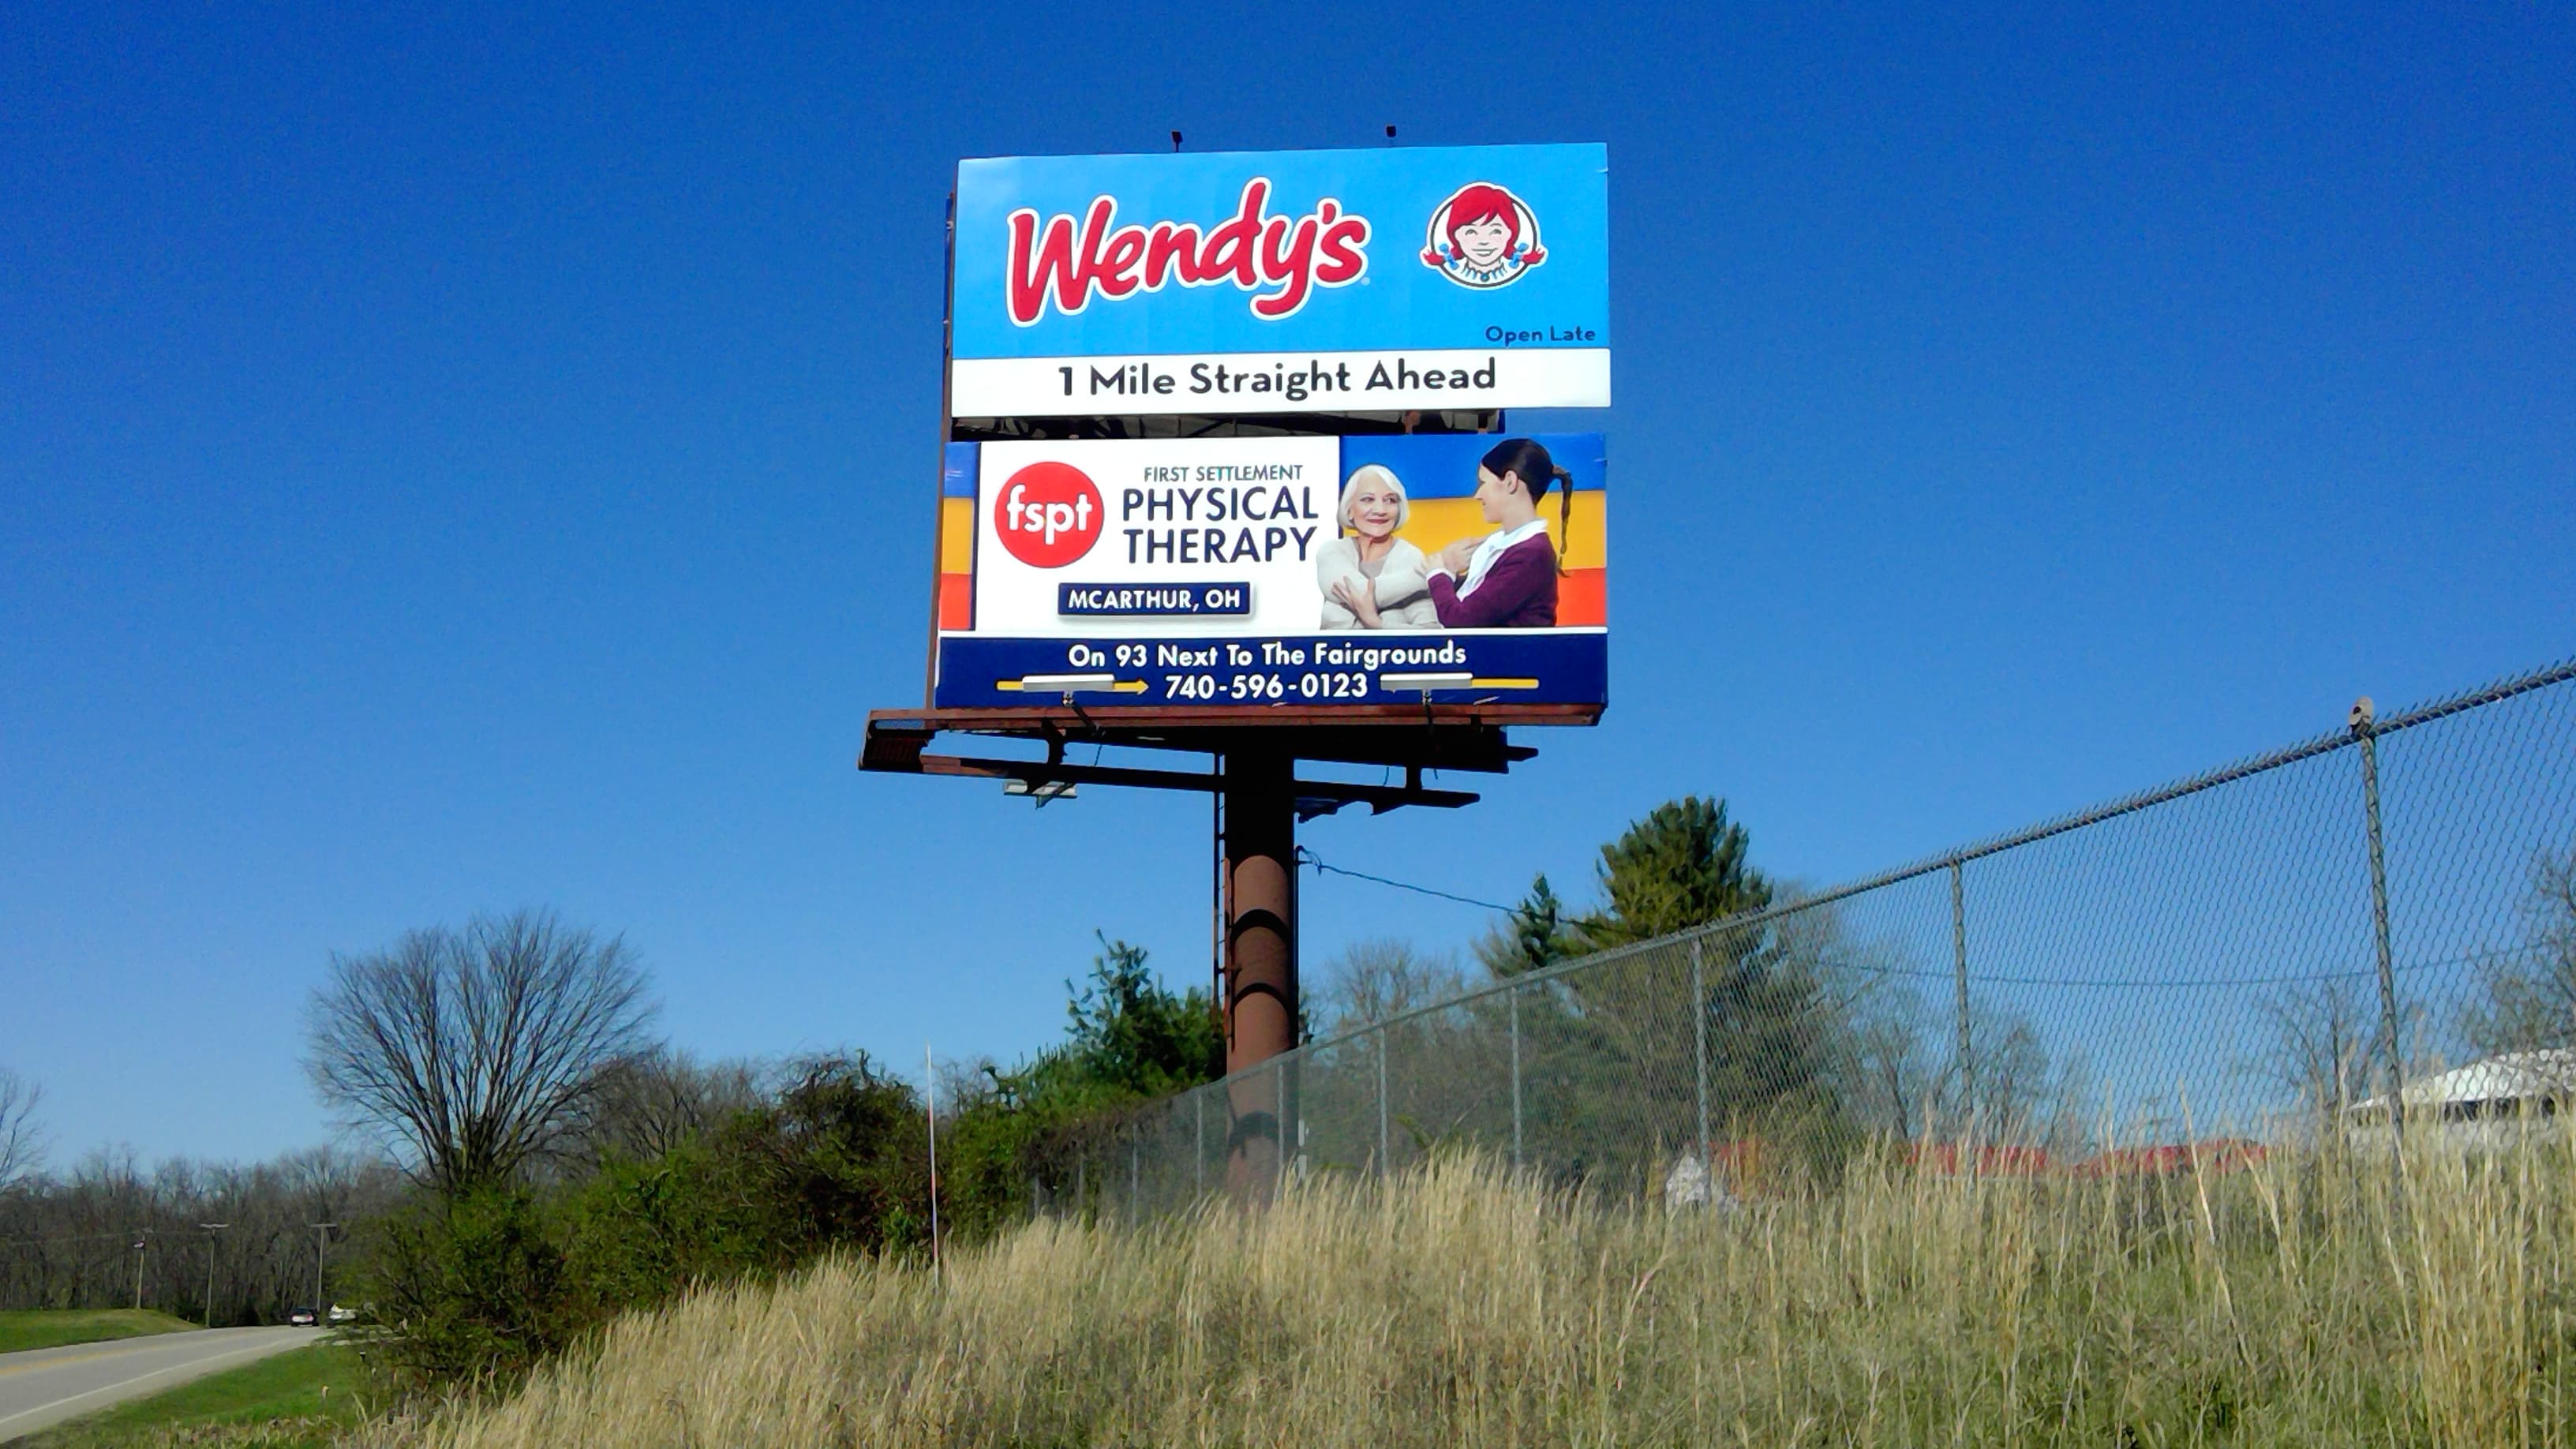 Wendy's
Open Late
1 Mile Straight Ahead
fspt
FIRST SETTLEMENT
PHYSICAL
THERAPY
MCARTHUR, OH
On 93 Next To The Fairgrounds
740-596-0123